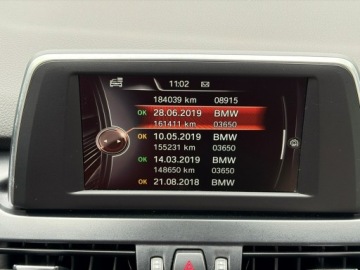 11:02
184039 km 08915
OK 28.06.2019 BMW
161411 km 03650
OK 10.05.2019 BMW
155231 km 03650
OK 14.03.2019 BMW
148650 km 03650
OK 21.08.2018 BMW